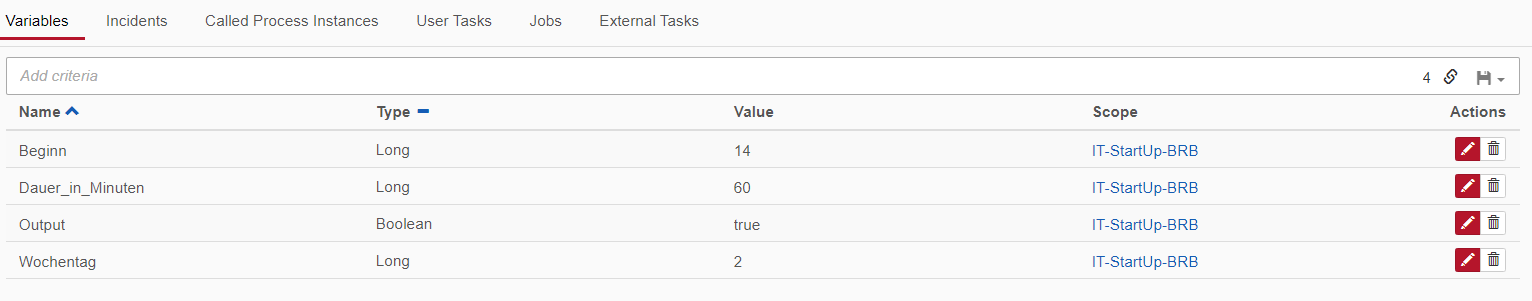 Variables Incidents Called Process Instances User Tasks Jobs External Tasks
Add criteria 4
Name Type Value Scope Actions
Beginn Long 14 IT-StartUp-BRB
Dauer_in_Minuten Long 60 IT-StartUp-BRB
Output Boolean true IT-StartUp-BRB
Wochentag Long 2 IT-StartUp-BRB